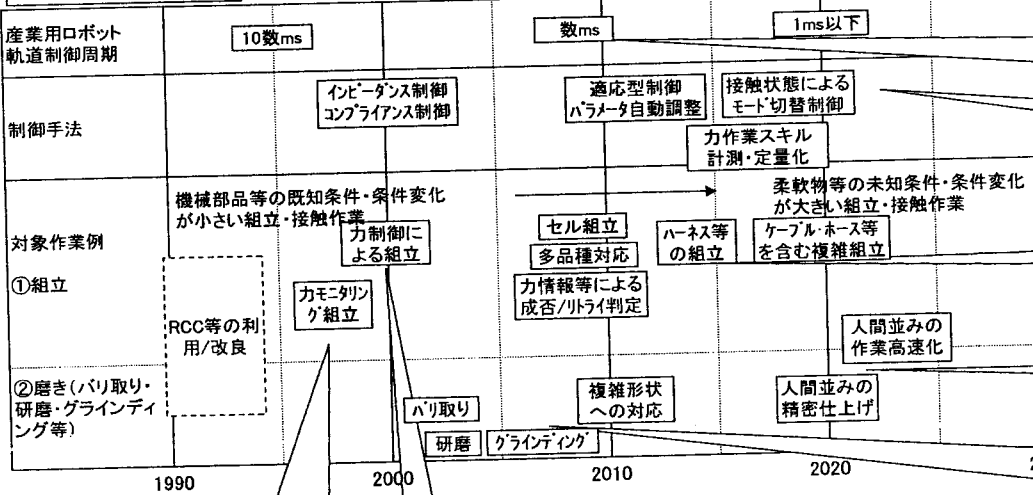 産業用ロボット
軌道制御周期
10数ms
数ms
1ms以下
制御手法
インピーダンス制御
コンプライアンス制御
適応型制御
パラメータ自動調整
接触状態による
モード切替制御
力作業スキル
計測・定量化
対象作業例
機械部品等の既知条件・条件変化
が小さい組立・接触作業
柔軟物等の未知条件・条件変化
が大きい組立・接触作業
①組立
RCC等の利
用/改良
力モニタリン
グ組立
力制御に
よる組立
セル組立
多品種対応
力情報等による
成否/リトライ判定
ハーネス等
の組立
ケーブル・ホース等
を含む複雑組立
人間並みの
作業高速化
②磨き(バリ取り・
研磨・グラインディ
ング等)
バリ取り
研磨
グラインディング
複雑形状
への対応
人間並みの
精密仕上げ
1990
2000
2010
2020